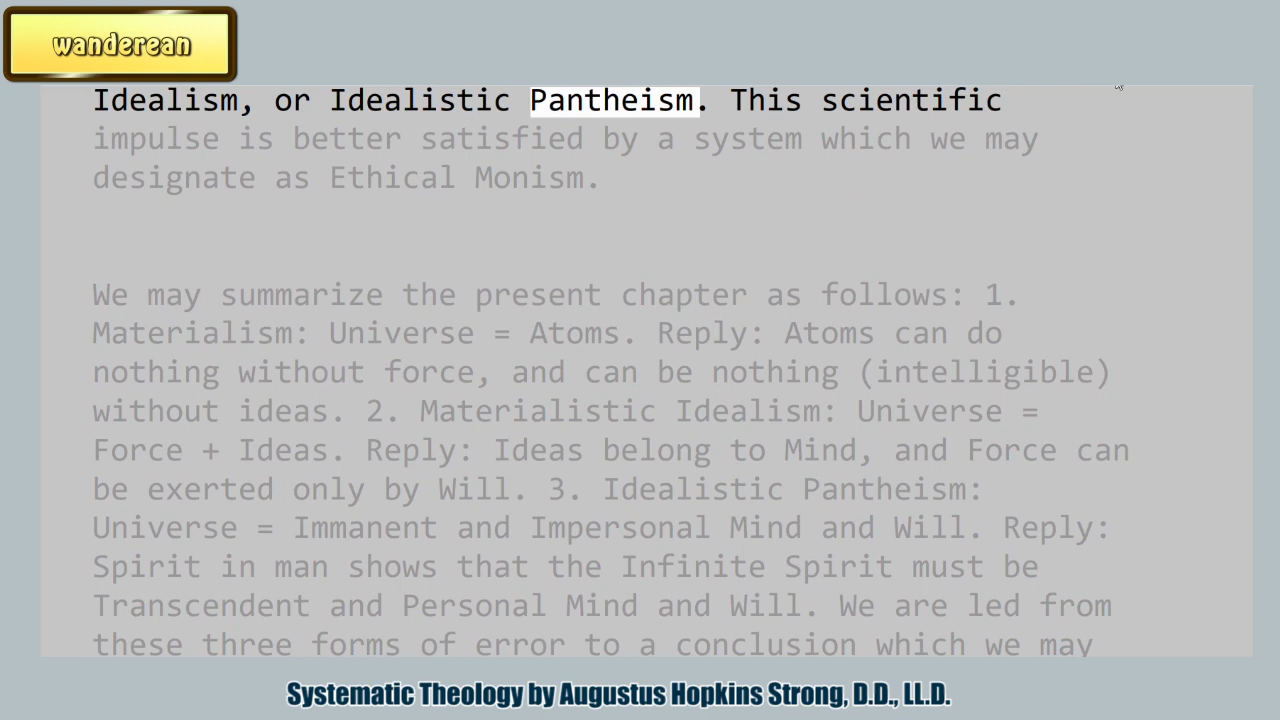 wanderean
Idealism, or Idealistic Pantheism. This scientific
impulse is better satisfied by a system which we may
designate as Ethical Monism.
We may summarize the present chapter as follows: 1.
Materialism: Universe = Atoms. Reply: Atoms can do
nothing without force, and can be nothing (intelligible)
without ideas. 2. Materialistic Idealism: Universe =
Force + Ideas. Reply: Ideas belong to Mind, and Force can
be exerted only by Will. 3. Idealistic Pantheism:
Universe = Immanent and Impersonal Mind and Will. Reply:
Spirit in man shows that the Infinite Spirit must be
Transcendent and Personal Mind and Will. We are led from
these three forms of error to a conclusion which we may
Systematic Theology by Augustus Hopkins Strong, D.D., LL.D.